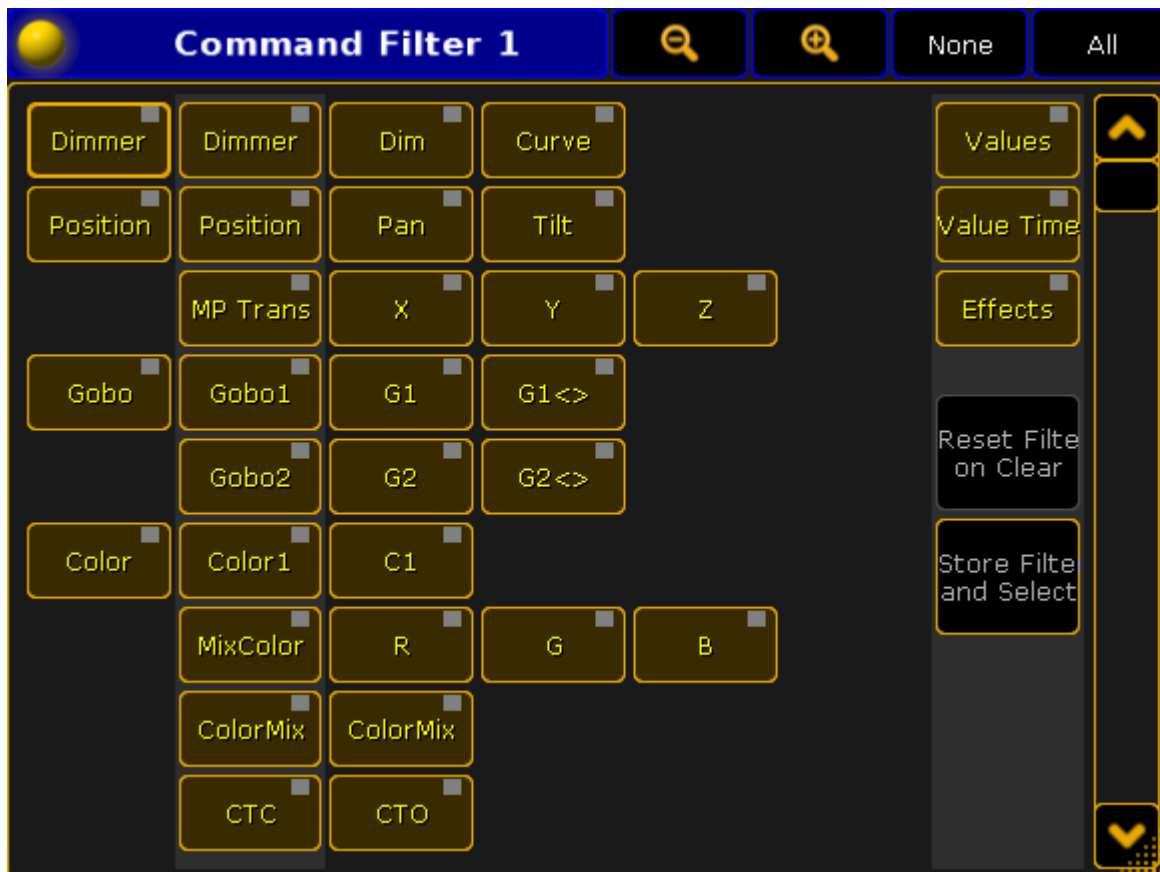 Command Filter 1 None All
Dimmer Dimmer Dim Curve Values
Position Position Pan Tilt Value Time
MP Trans X Y Z Effects
Gobo Gobo1 G1 G1<>
Reset Filte
on Clear
Gobo2 G2 G2<>
Color Color1 C1
Store Filte
and Select
MixColor R G B
ColorMix ColorMix
CTC CTO